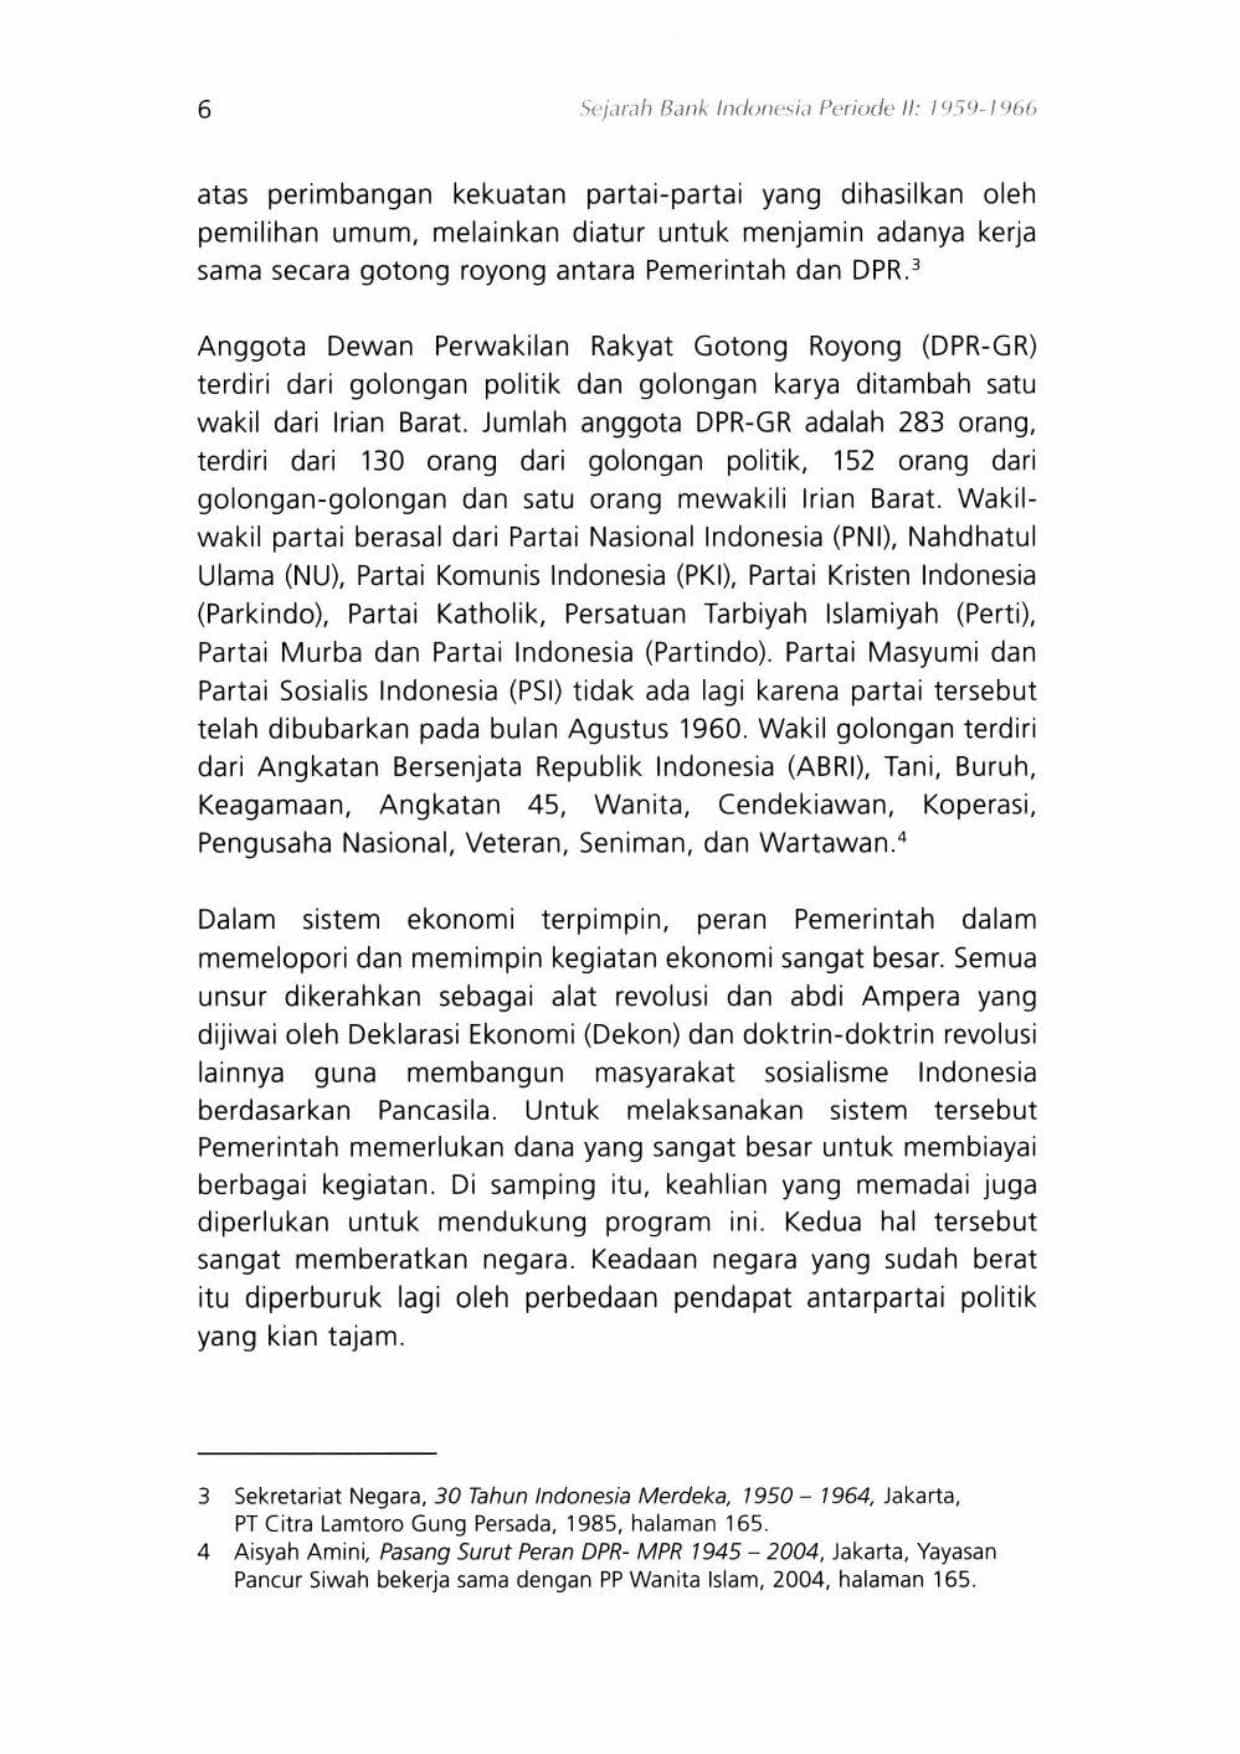 6
Sejarah Bank Indonesia Periode II: 1959-1966
atas perimbangan kekuatan partai-partai yang dihasilkan oleh
pemilihan umum, melainkan diatur untuk menjamin adanya kerja
sama secara gotong royong antara Pemerintah dan DPR.³
Anggota Dewan Perwakilan Rakyat Gotong Royong (DPR-GR)
terdiri dari golongan politik dan golongan karya ditambah satu
wakil dari Irian Barat. Jumlah anggota DPR-GR adalah 283 orang,
terdiri dari 130 orang dari golongan politik, 152 orang dari
golongan-golongan dan satu orang mewakili Irian Barat. Wakil-
wakil partai berasal dari Partai Nasional Indonesia (PNI), Nahdhatul
Ulama (NU), Partai Komunis Indonesia (PKI), Partai Kristen Indonesia
(Parkindo), Partai Katholik, Persatuan Tarbiyah Islamiyah (Perti),
Partai Murba dan Partai Indonesia (Partindo). Partai Masyumi dan
Partai Sosialis Indonesia (PSI) tidak ada lagi karena partai tersebut
telah dibubarkan pada bulan Agustus 1960. Wakil golongan terdiri
dari Angkatan Bersenjata Republik Indonesia (ABRI), Tani, Buruh,
Keagamaan, Angkatan 45, Wanita, Cendekiawan, Koperasi,
Pengusaha Nasional, Veteran, Seniman, dan Wartawan.⁴
Dalam sistem ekonomi terpimpin, peran Pemerintah dalam
memelopori dan memimpin kegiatan ekonomi sangat besar. Semua
unsur dikerahkan sebagai alat revolusi dan abdi Ampera yang
dijiwai oleh Deklarasi Ekonomi (Dekon) dan doktrin-doktrin revolusi
lainnya guna membangun masyarakat sosialisme Indonesia
berdasarkan Pancasila. Untuk melaksanakan sistem tersebut
Pemerintah memerlukan dana yang sangat besar untuk membiayai
berbagai kegiatan. Di samping itu, keahlian yang memadai juga
diperlukan untuk mendukung program ini. Kedua hal tersebut
sangat memberatkan negara. Keadaan negara yang sudah berat
itu diperburuk lagi oleh perbedaan pendapat antarpartai politik
yang kian tajam.
3 Sekretariat Negara, 30 Tahun Indonesia Merdeka, 1950 – 1964, Jakarta,
PT Citra Lamtoro Gung Persada, 1985, halaman 165.
4 Aisyah Amini, Pasang Surut Peran DPR- MPR 1945 – 2004, Jakarta, Yayasan
Pancur Siwah bekerja sama dengan PP Wanita Islam, 2004, halaman 165.